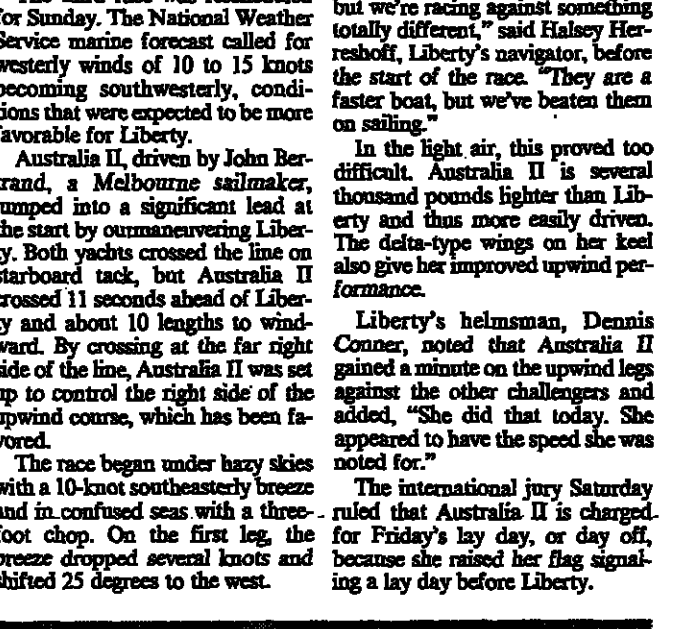 for Sunday. The National Weather
Service marine forecast called for
westerly winds of 10 to 15 knots
becoming southwesterly, condi-
tions that were expected to be more
favorable for Liberty.
Australia II, driven by John Ber-
trand, a Melbourne sailmaker,
jumped into a significant lead at
the start by outmaneuvering Liber-
ty. Both yachts crossed the line on
starboard tack, but Australia II
crossed 11 seconds ahead of Liber-
ty and about 10 lengths to wind-
ward. By crossing at the far right
side of the line, Australia II was set
up to control the right side of the
upwind course, which has been fa-
vored.
The race began under hazy skies
with a 10-knot southeasterly breeze
and in confused seas with a three-
foot chop. On the first leg, the
breeze dropped several knots and
shifted 25 degrees to the west.
but we're racing against something
totally different," said Halsey Her-
reshoff, Liberty's navigator, before
the start of the race. "They are a
faster boat, but we've beaten them
on sailing."
In the light air, this proved too
difficult. Australia II is several
thousand pounds lighter than Lib-
erty and thus more easily driven.
The delta-type wings on her keel
also give her improved upwind per-
formance.
Liberty's helmsman, Dennis
Conner, noted that Australia II
gained a minute on the upwind legs
against the other challengers and
added, "She did that today. She
appeared to have the speed she was
noted for."
The international jury Saturday
ruled that Australia II is charged
for Friday's lay day, or day off,
because she raised her flag signal-
ing a lay day before Liberty.